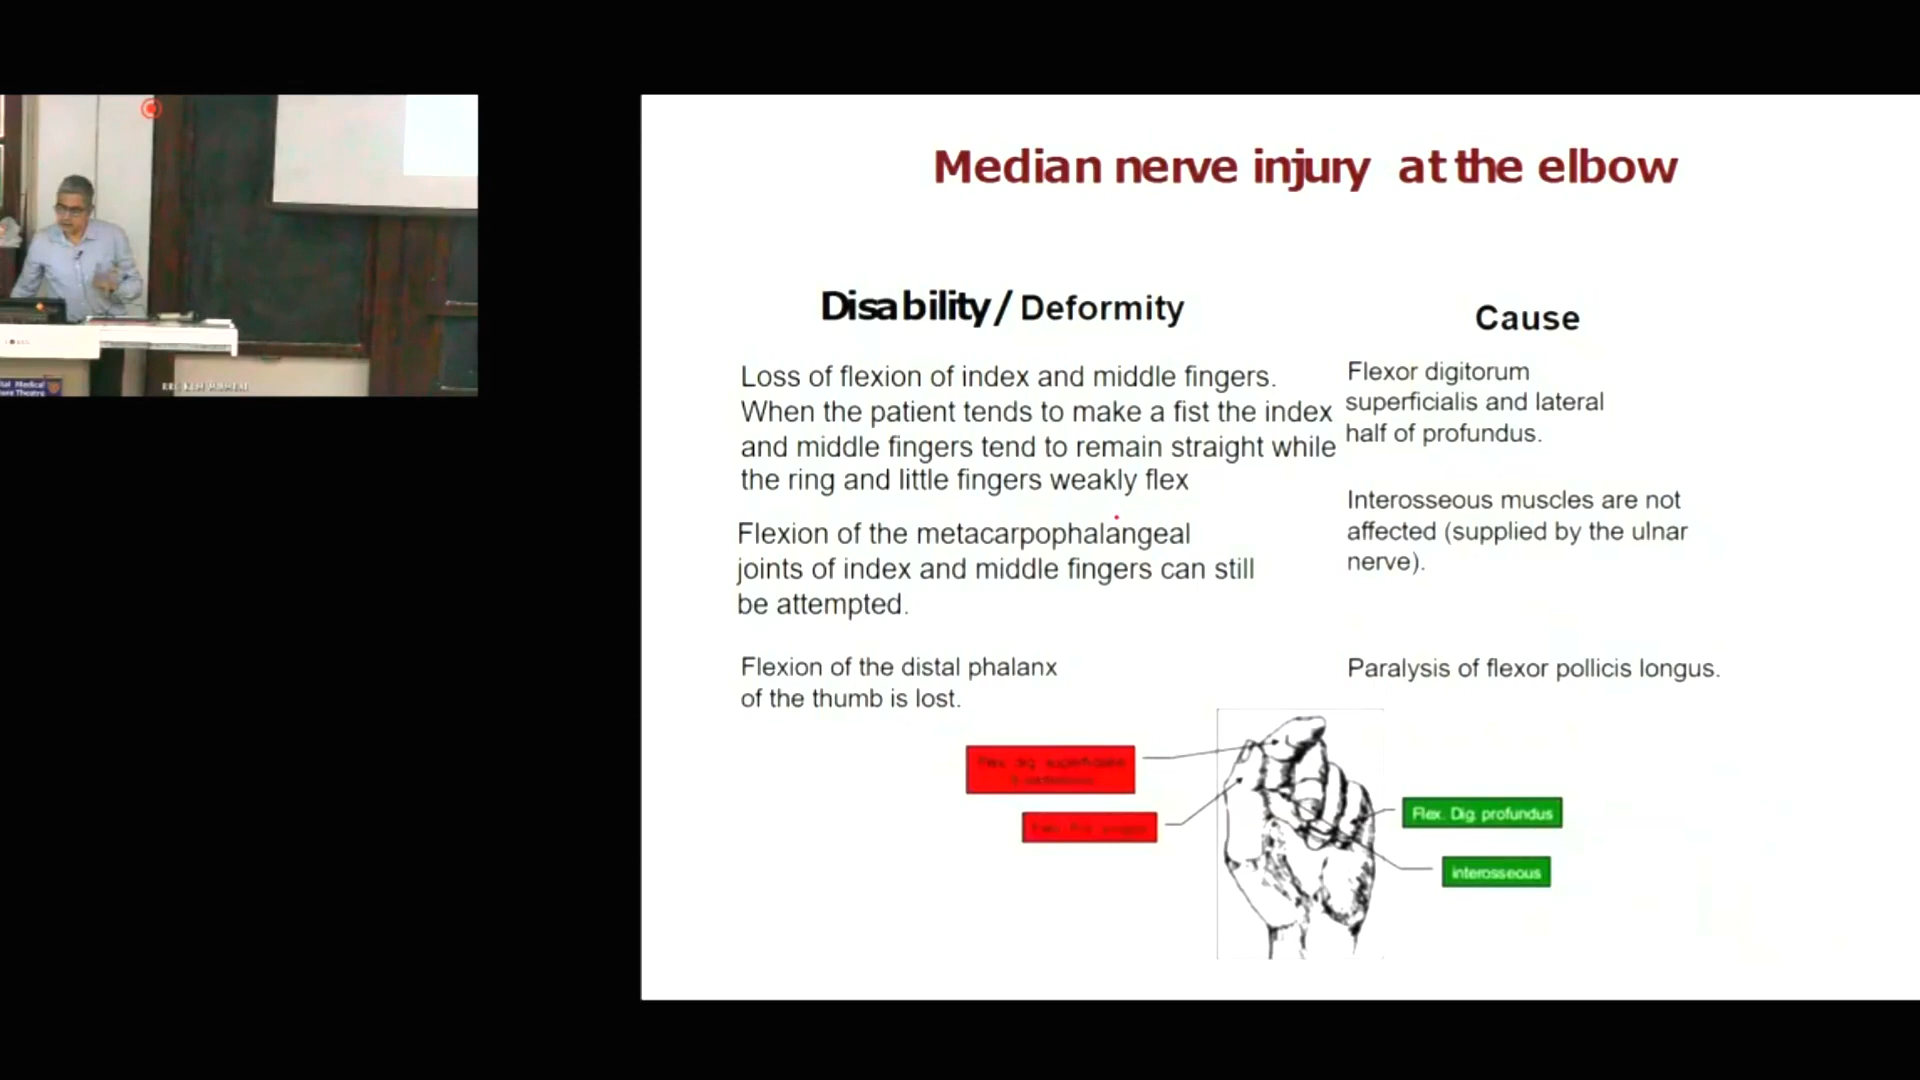 Median nerve injury at the elbow
Disability/ Deformity
Cause
Loss of flexion of index and middle fingers.
When the patient tends to make a fist the index
and middle fingers tend to remain straight while
the ring and little fingers weakly flex
Flexor digitorum
superficialis and lateral
half of profundus.
Flexion of the metacarpophalangeal
joints of index and middle fingers can still
be attempted.
Interosseous muscles are not
affected (supplied by the ulnar
nerve).
Flexion of the distal phalanx
of the thumb is lost.
Paralysis of flexor pollicis longus.
Flex. Dig. profundus
interosseous
Medical
Theatre